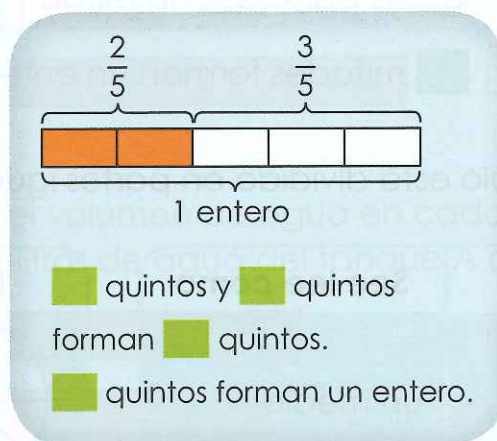 2/5 3/5
1 entero
quintos y quintos
forman quintos.
quintos forman un entero.